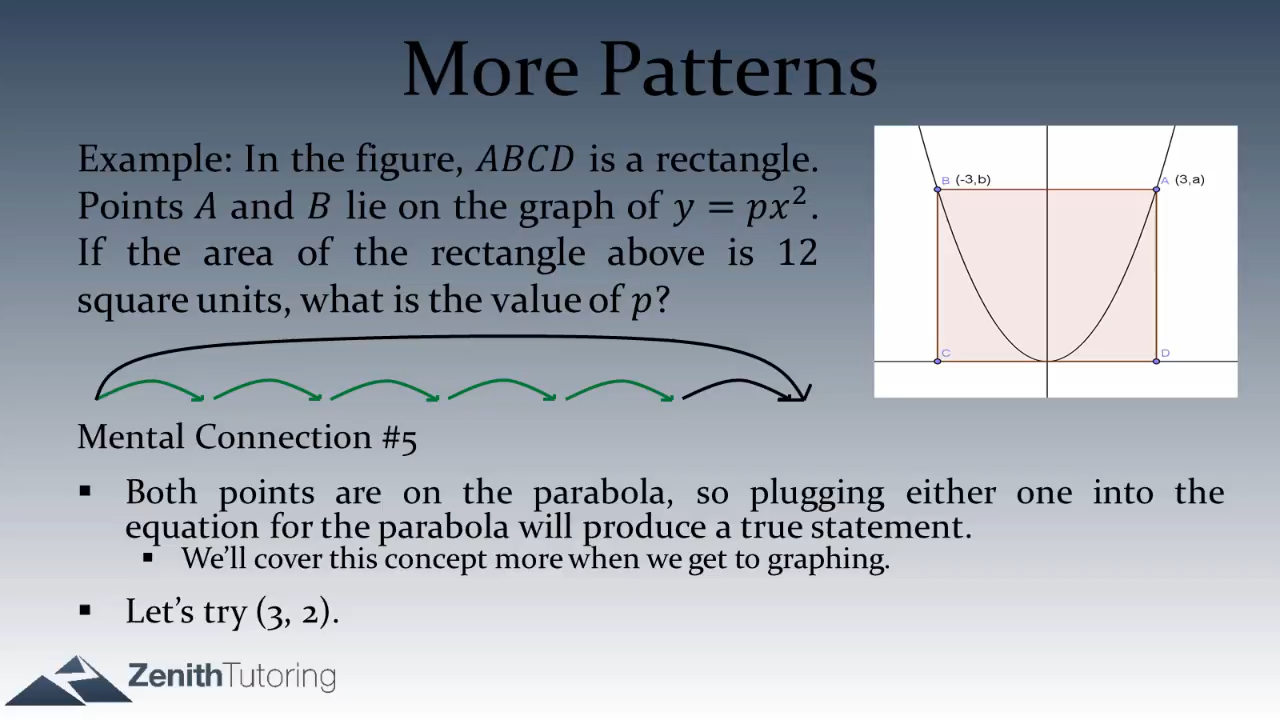 More Patterns
Example: In the figure, 𝐴𝐵𝐶𝐷 is a rectangle.
Points 𝐴 and 𝐵 lie on the graph of 𝑦 = 𝑝𝑥².
If the area of the rectangle above is 12
square units, what is the value of 𝑝?
B (-3,b)
A (3,a)
C
D
Mental Connection #5
▪ Both points are on the parabola, so plugging either one into the
equation for the parabola will produce a true statement.
▪ We’ll cover this concept more when we get to graphing.
▪ Let’s try (3, 2).
ZenithTutoring